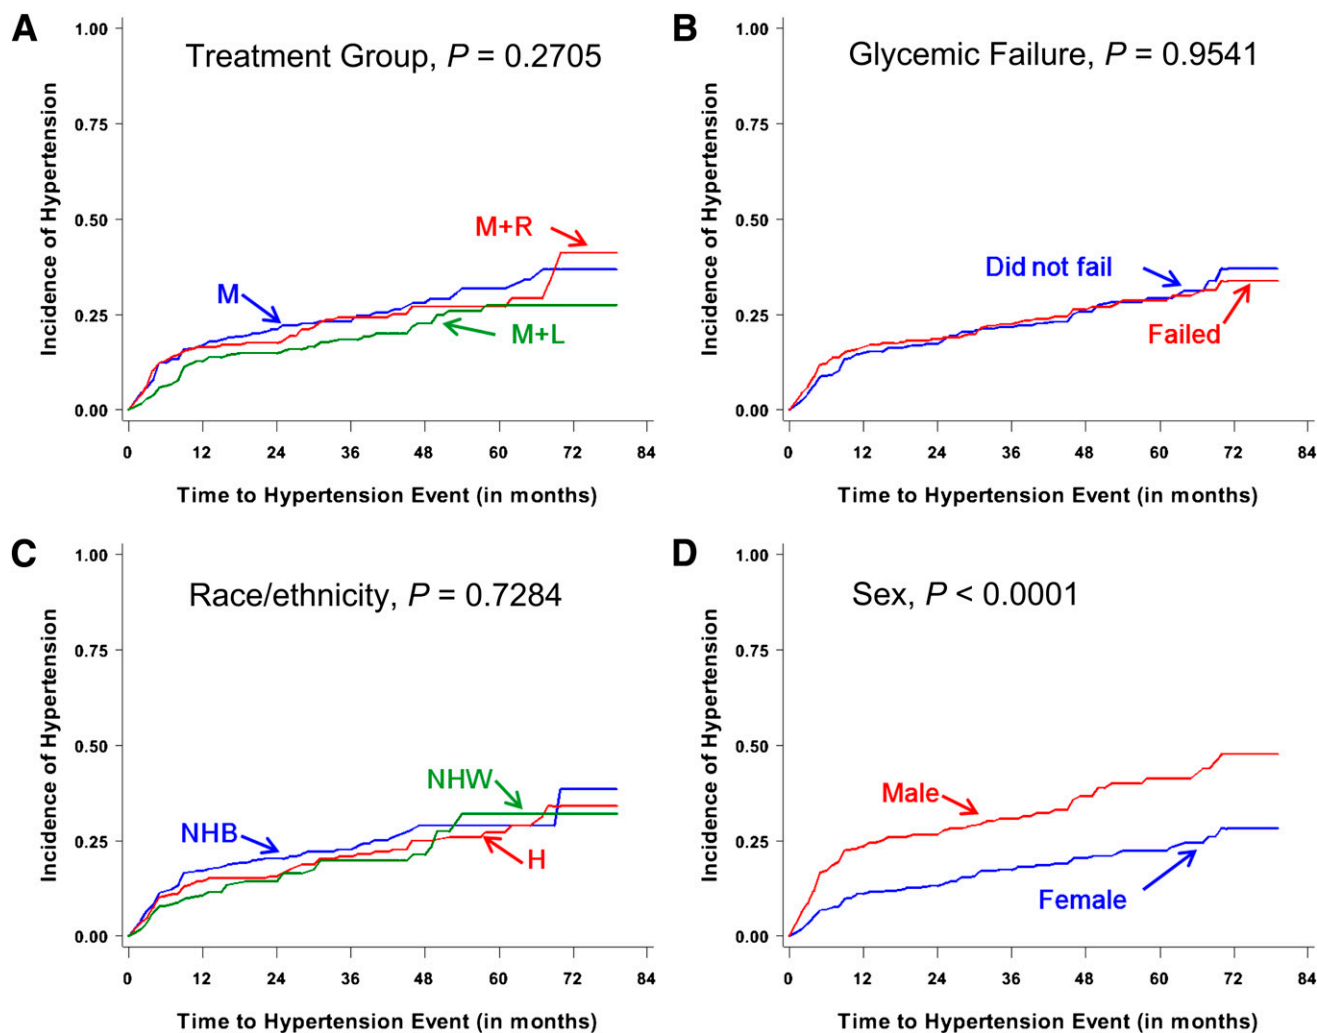 A
Treatment Group, P = 0.2705
Incidence of Hypertension
1.00
0.75
0.50
0.25
0.00
M+R
M
M+L
0 12 24 36 48 60 72 84
Time to Hypertension Event (in months)
B
Glycemic Failure, P = 0.9541
Incidence of Hypertension
1.00
0.75
0.50
0.25
0.00
Did not fail
Failed
0 12 24 36 48 60 72 84
Time to Hypertension Event (in months)
C
Race/ethnicity, P = 0.7284
Incidence of Hypertension
1.00
0.75
0.50
0.25
0.00
NHW
NHB
H
0 12 24 36 48 60 72 84
Time to Hypertension Event (in months)
D
Sex, P < 0.0001
Incidence of Hypertension
1.00
0.75
0.50
0.25
0.00
Male
Female
0 12 24 36 48 60 72 84
Time to Hypertension Event (in months)